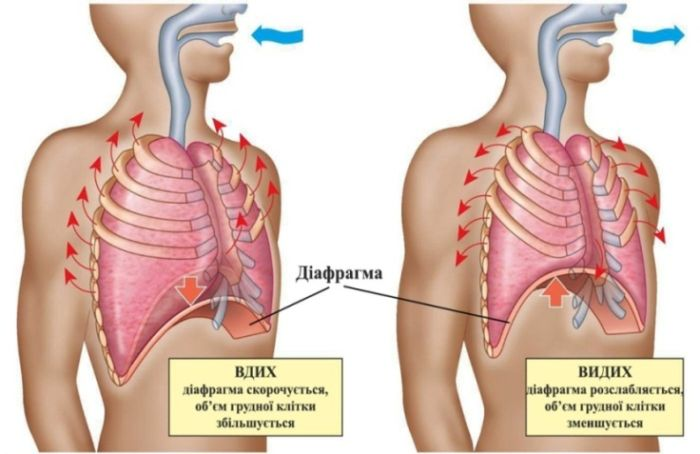 Діафрагма
ВДИХ
діафрагма скорочується,
об’єм грудної клітки
збільшується
ВИДИХ
діафрагма розслабляється,
об’єм грудної клітки
зменшується